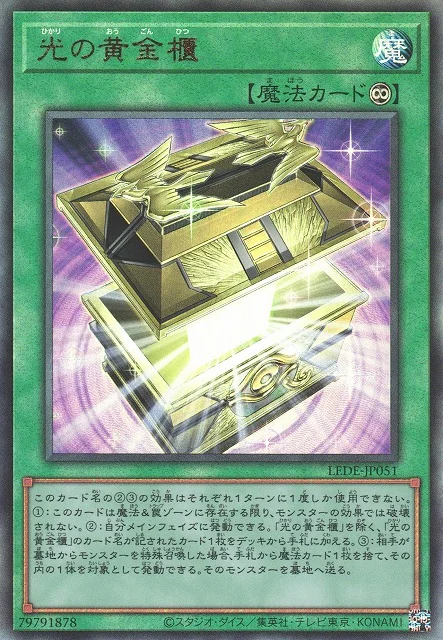 光の黄金櫃
魔
【魔法カード】
LEDE-JP051
このカード名の②③の効果はそれぞれ1ターンに1度しか使用できない。
①:このカードは魔法&罠ゾーンに存在する限り、モンスターの効果では破壊
されない。②:自分メインフェイズに発動できる。「光の黄金櫃」を除く、「光の
黄金櫃」のカード名が記されたカード1枚をデッキから手札に加える。③:相手が
墓地からモンスターを特殊召喚した場合、手札から魔法カード1枚を捨て、その
内の1体を対象として発動できる。そのモンスターを墓地へ送る。
79791878
©スタジオ・ダイス/集英社・テレビ東京・KONAMI